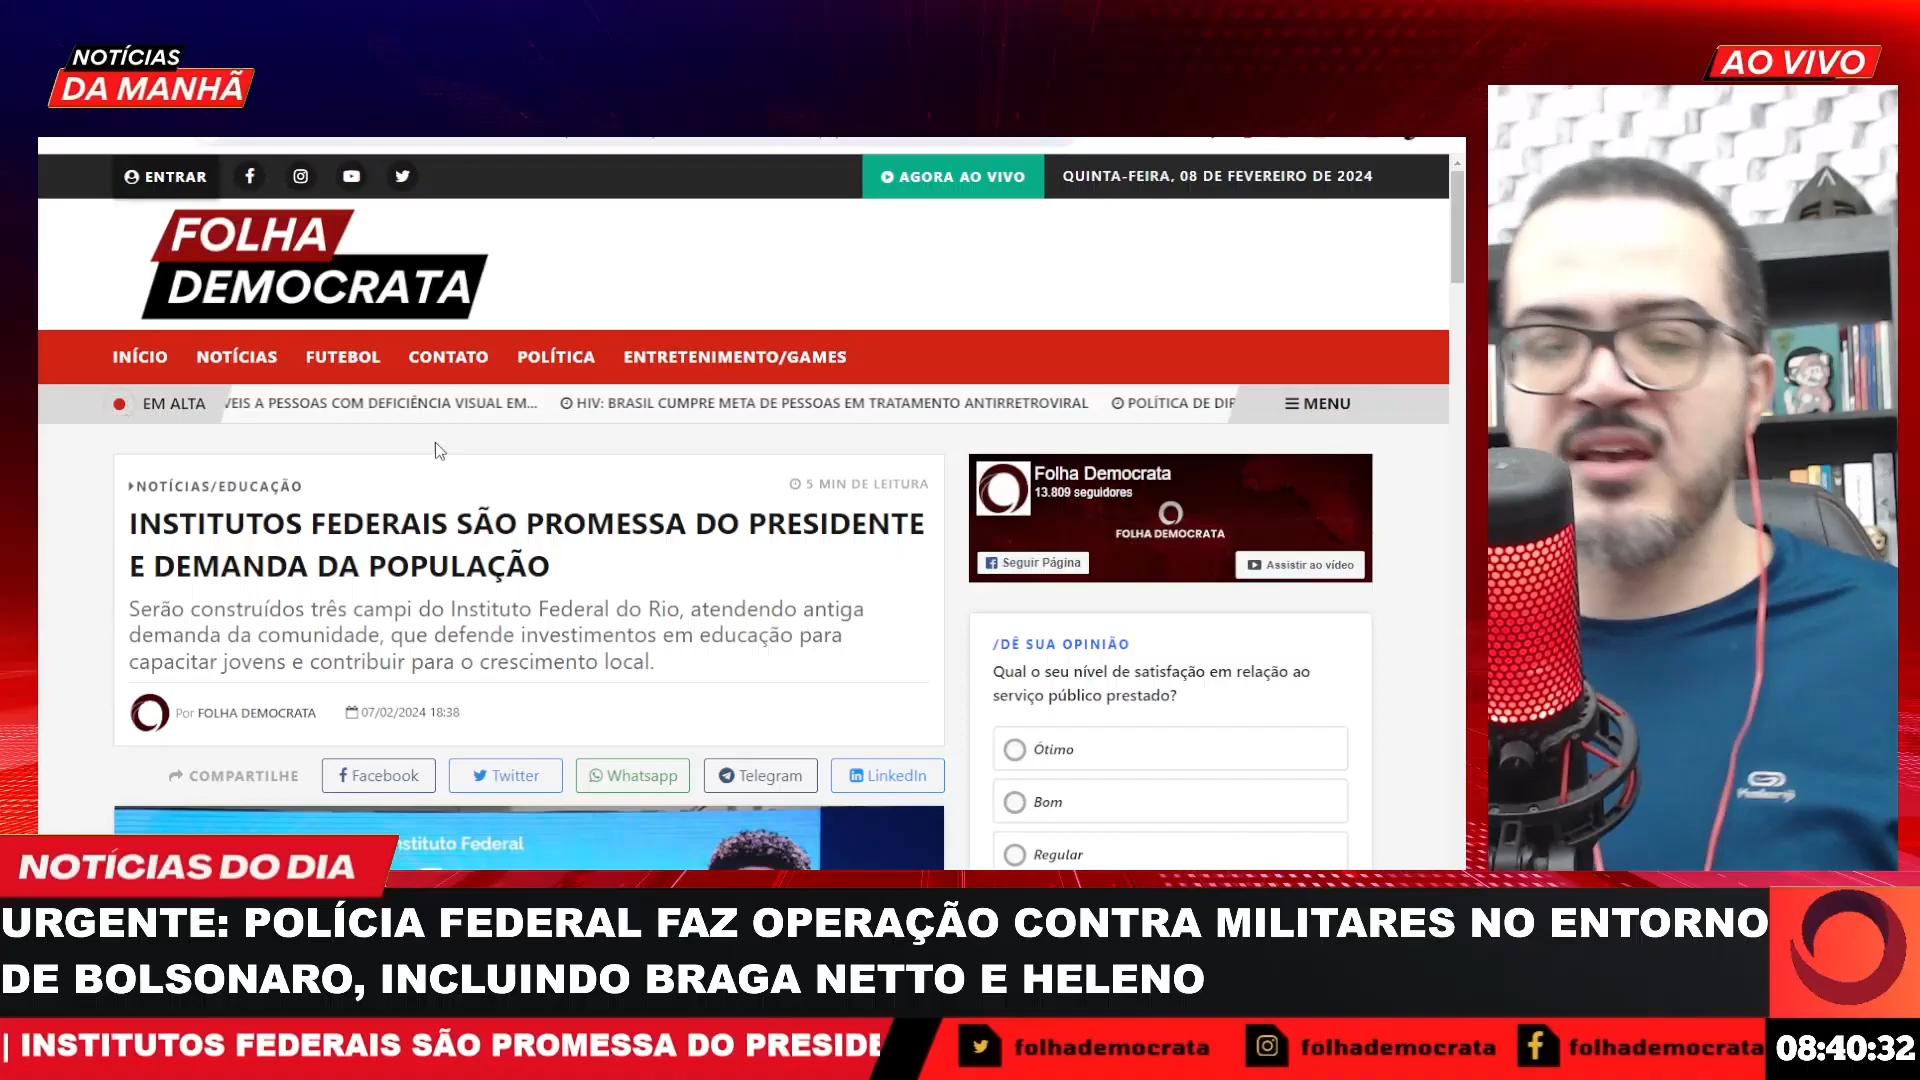 NOTÍCIAS
DA MANHÃ
AO VIVO
ENTRAR
AGORA AO VIVO
QUINTA-FEIRA, 08 DE FEVEREIRO DE 2024
FOLHA
DEMOCRATA
INÍCIO NOTÍCIAS FUTEBOL CONTATO POLÍTICA ENTRETENIMENTO/GAMES
EM ALTA
VEIS A PESSOAS COM DEFICIÊNCIA VISUAL EM... HIV: BRASIL CUMPRE META DE PESSOAS EM TRATAMENTO ANTIRRETROVIRAL POLÍTICA DE DIF
MENU
NOTÍCIAS/EDUCAÇÃO
5 MIN DE LEITURA
INSTITUTOS FEDERAIS SÃO PROMESSA DO PRESIDENTE
E DEMANDA DA POPULAÇÃO
Serão construídos três campi do Instituto Federal do Rio, atendendo antiga
demanda da comunidade, que defende investimentos em educação para
capacitar jovens e contribuir para o crescimento local.
Por FOLHA DEMOCRATA 07/02/2024 18:38
COMPARTILHE Facebook Twitter Whatsapp Telegram LinkedIn
stituto Federal
Folha Democrata
13.809 seguidores
FOLHA DEMOCRATA
Seguir Página
Assistir ao vídeo
/DÊ SUA OPINIÃO
Qual o seu nível de satisfação em relação ao
serviço público prestado?
Ótimo
Bom
Regular
NOTÍCIAS DO DIA
URGENTE: POLÍCIA FEDERAL FAZ OPERAÇÃO CONTRA MILITARES NO ENTORNO
DE BOLSONARO, INCLUINDO BRAGA NETTO E HELENO
| INSTITUTOS FEDERAIS SÃO PROMESSA DO PRESIDE
folhademocrata folhademocrata folhademocrata
08:40:32